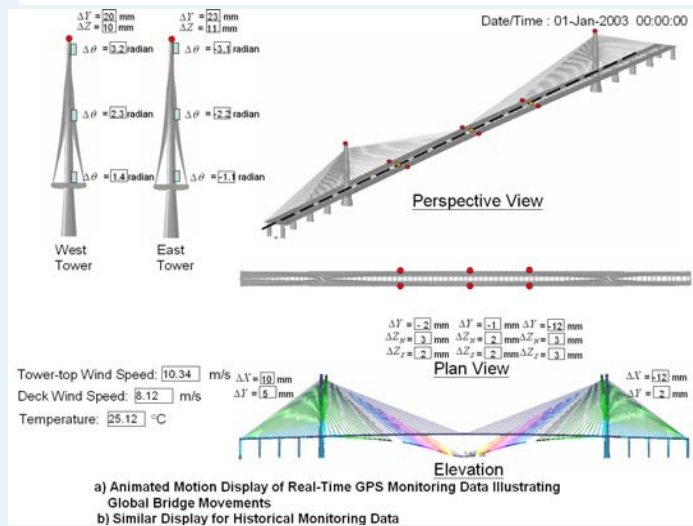 ΔY = 20 mm
ΔZ = 10 mm
Δθ = 3.2 radian
Δθ = 2.3 radian
Δθ = 1.4 radian
West
Tower
ΔY = 23 mm
ΔZ = 11 mm
Δθ = -3.1 radian
Δθ = -2.2 radian
Δθ = -1.1 radian
East
Tower
Date/Time : 01-Jan-2003 00:00:00
Perspective View
ΔY = -2 mm ΔY = -1 mm ΔY = -12 mm
ΔZN = 3 mm ΔZN = 2 mm ΔZN = 3 mm
ΔZS = 2 mm ΔZS = 2 mm ΔZS = 3 mm
Plan View
Tower-top Wind Speed: 10.34 m/s
Deck Wind Speed: 8.12 m/s
Temperature: 25.12 °C
ΔX = 10 mm
ΔY = 5 mm
ΔX = -12 mm
ΔY = 2 mm
Elevation
a) Animated Motion Display of Real-Time GPS Monitoring Data Illustrating
Global Bridge Movements
b) Similar Display for Historical Monitoring Data